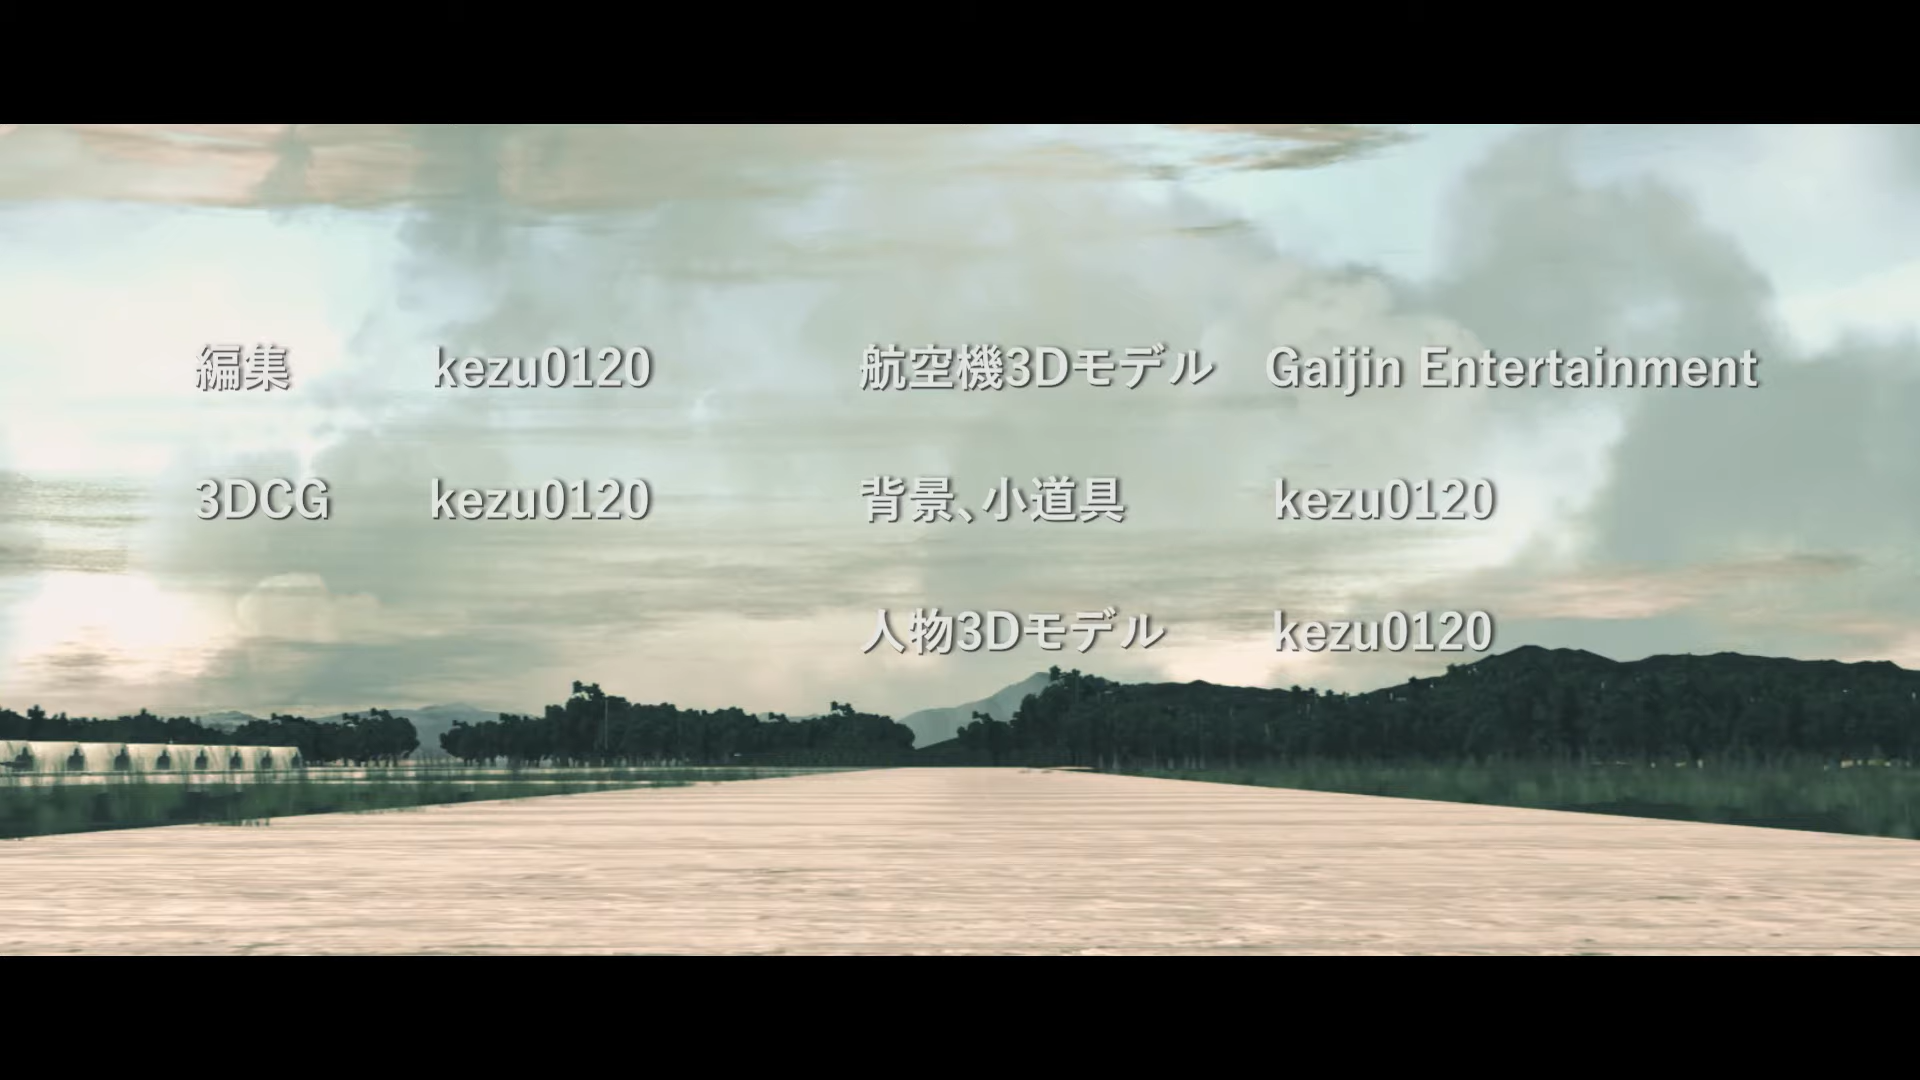 編集 kezu0120
3DCG kezu0120
航空機3Dモデル Gaijin Entertainment
背景、小道具 kezu0120
人物3Dモデル kezu0120